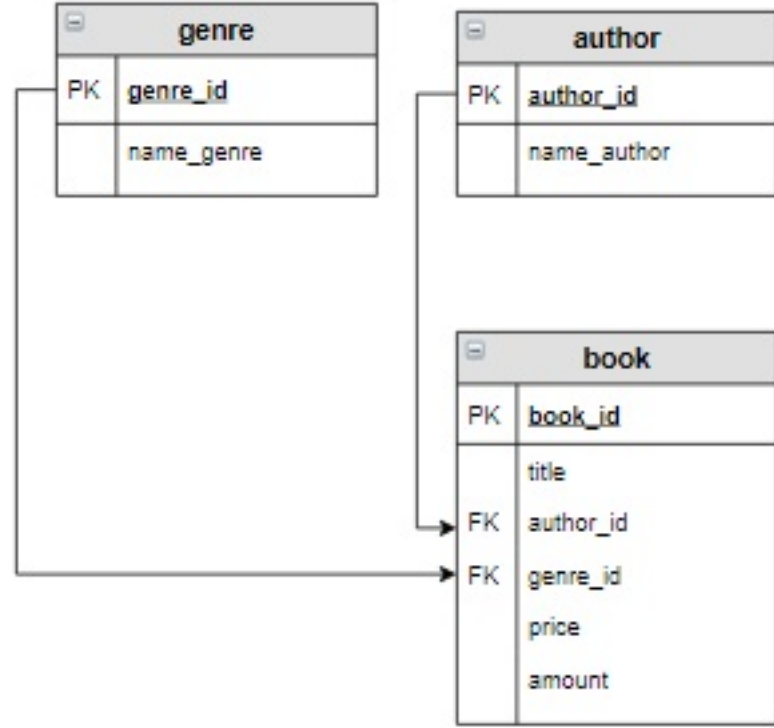 genre
PK genre_id
name_genre
author
PK author_id
name_author
book
PK book_id
title
FK author_id
FK genre_id
price
amount